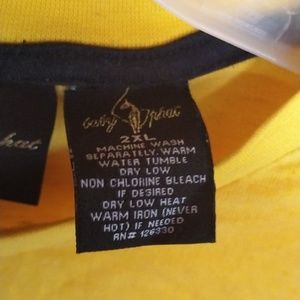 baby phat
2XL
MACHINE WASH
SEPARATELY, WARM
WATER TUMBLE
DRY LOW
NON CHLORINE BLEACH
IF DESIRED
DRY LOW HEAT
WARM IRON (NEVER
HOT) IF NEEDED
RN# 126330
phat